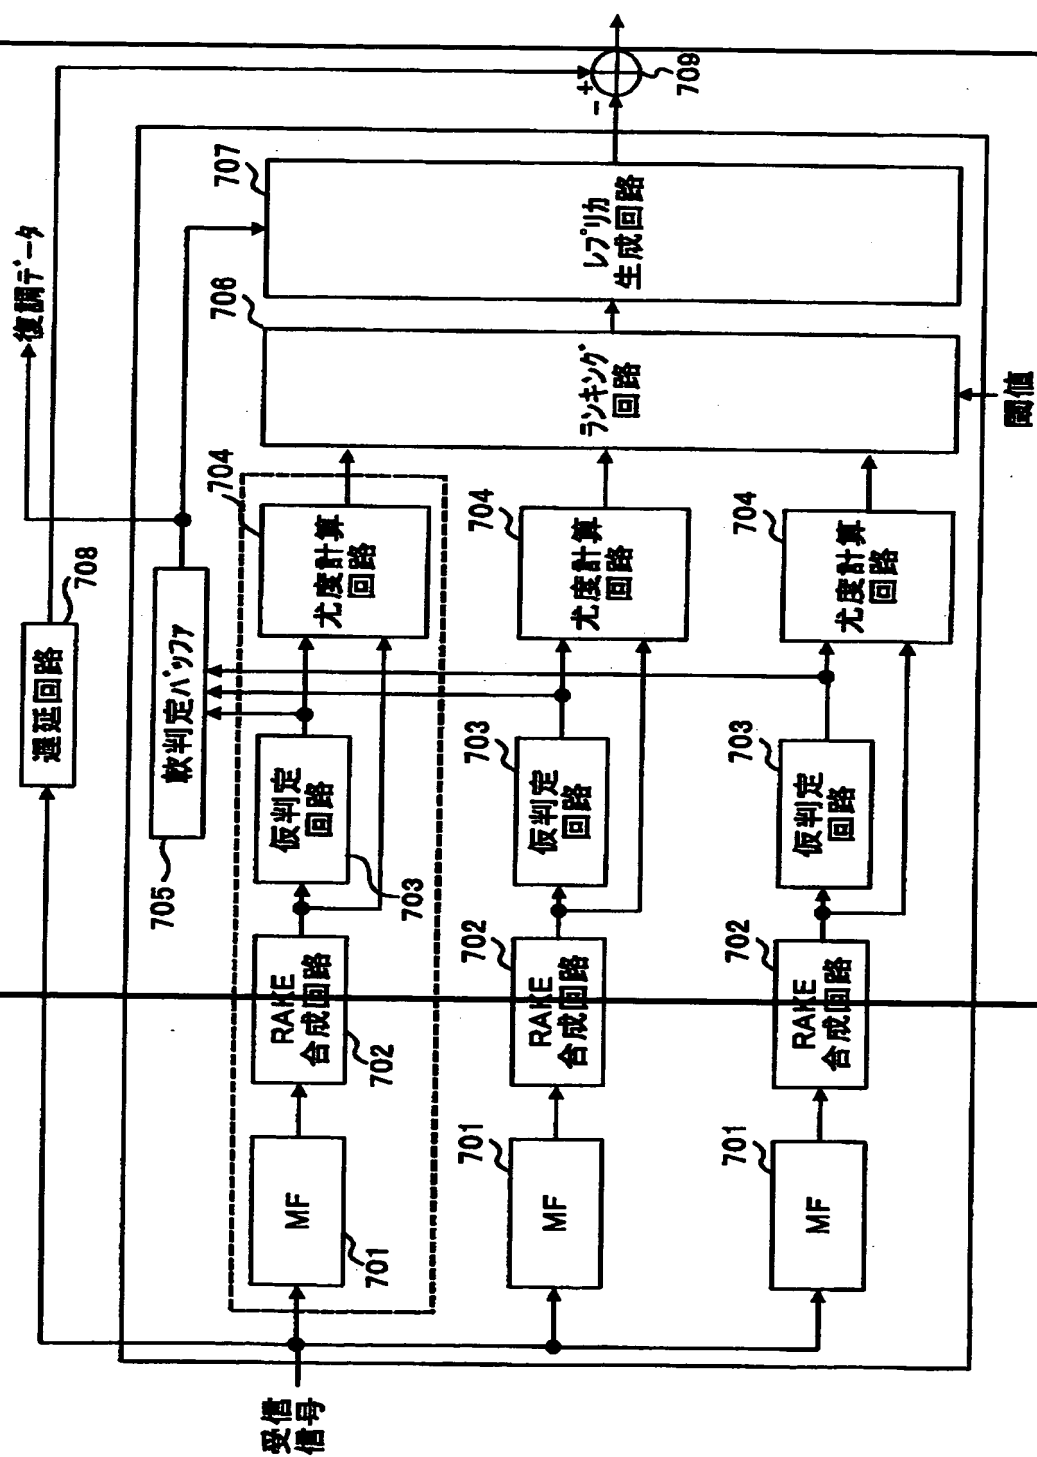 受信
信号
復調データ
遅延回路
708
軟判定バッファ
705
MF
701
RAKE
合成回路
702
仮判定
回路
703
尤度計算
回路
704
MF
701
RAKE
合成回路
702
仮判定
回路
703
尤度計算
回路
704
MF
701
RAKE
合成回路
702
仮判定
回路
703
尤度計算
回路
704
ランキング
回路
706
閾値
レプリカ
生成回路
707
+
-
709